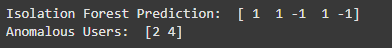 Isolation Forest Prediction:  [ 1  1 -1  1 -1]
Anomalous Users:  [2 4]